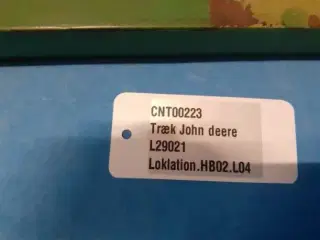 CNT00223
Træk John deere
L29021
Loklation.HB02.L04